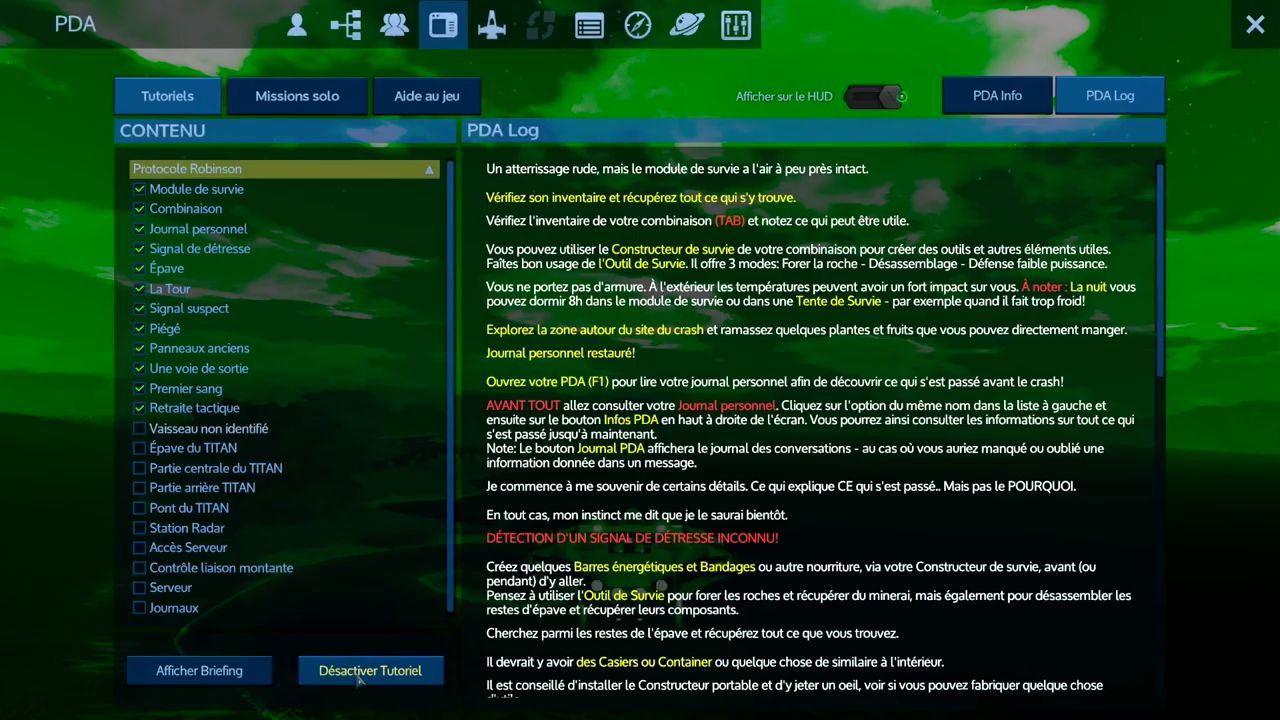 PDA
Tutoriels
Missions solo
Aide au jeu
Afficher sur le HUD
PDA Info
PDA Log
CONTENU
Protocole Robinson
Module de survie
Combinaison
Journal personnel
Signal de détresse
Épave
La Tour
Signal suspect
Piégé
Panneaux anciens
Une voie de sortie
Premier sang
Retraite tactique
Vaisseau non identifié
Épave du TITAN
Partie centrale du TITAN
Partie arrière TITAN
Pont du TITAN
Station Radar
Accès Serveur
Contrôle liaison montante
Serveur
Journaux
Afficher Briefing
Désactiver Tutoriel
PDA Log
Un atterrissage rude, mais le module de survie a l'air à peu près intact.
Vérifiez son inventaire et récupérez tout ce qui s'y trouve.
Vérifiez l'inventaire de votre combinaison (TAB) et notez ce qui peut être utile.
Vous pouvez utiliser le Constructeur de survie de votre combinaison pour créer des outils et autres éléments utiles.
Faîtes bon usage de l'Outil de Survie. Il offre 3 modes: Forer la roche - Désassemblage - Défense faible puissance.
Vous ne portez pas d'armure. À l'extérieur les températures peuvent avoir un fort impact sur vous. À noter : La nuit vous
pouvez dormir 8h dans le module de survie ou dans une Tente de Survie - par exemple quand il fait trop froid!
Explorez la zone autour du site du crash et ramassez quelques plantes et fruits que vous pouvez directement manger.
Journal personnel restauré!
Ouvrez votre PDA (F1) pour lire votre journal personnel afin de découvrir ce qui s'est passé avant le crash!
AVANT TOUT allez consulter votre Journal personnel. Cliquez sur l'option du même nom dans la liste à gauche et
ensuite sur le bouton Infos PDA en haut à droite de l'écran. Vous pourrez ainsi consulter les informations sur tout ce qui
s'est passé jusqu'à maintenant.
Note: Le bouton Journal PDA affichera le journal des conversations - au cas où vous auriez manqué ou oublié une
information donnée dans un message.
Je commence à me souvenir de certains détails. Ce qui explique CE qui s'est passé.. Mais pas le POURQUOI.
En tout cas, mon instinct me dit que je le saurai bientôt.
DÉTECTION D'UN SIGNAL DE DÉTRESSE INCONNU!
Créez quelques Barres énergétiques et Bandages ou autre nourriture, via votre Constructeur de survie, avant (ou
pendant) d'y aller.
Pensez à utiliser l'Outil de Survie pour forer les roches et récupérer du minerai, mais également pour désassembler les
restes d'épave et récupérer leurs composants.
Cherchez parmi les restes de l'épave et récupérez tout ce que vous trouvez.
Il devrait y avoir des Casiers ou Container ou quelque chose de similaire à l'intérieur.
Il est conseillé d'installer le Constructeur portable et d'y jeter un oeil, voir si vous pouvez fabriquer quelque chose